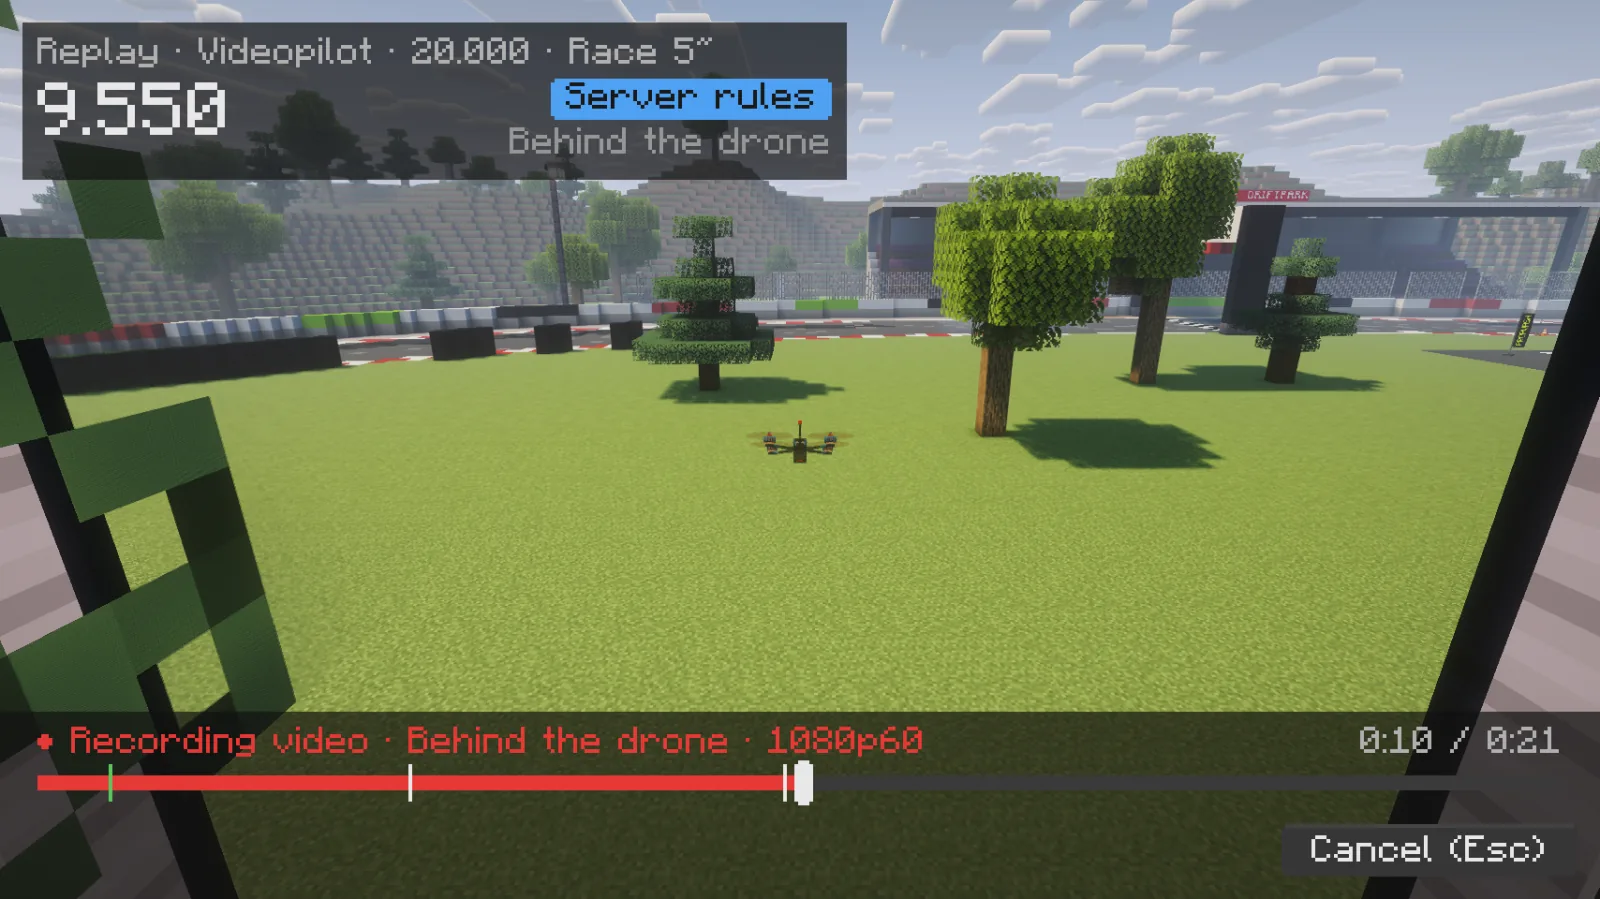 Replay · Videopilot · 20.000 · Race 5″
9.550
Server rules
Behind the drone
DRIFTPARK
Recording video · Behind the drone · 1080p60
0:10 / 0:21
Cancel (Esc)